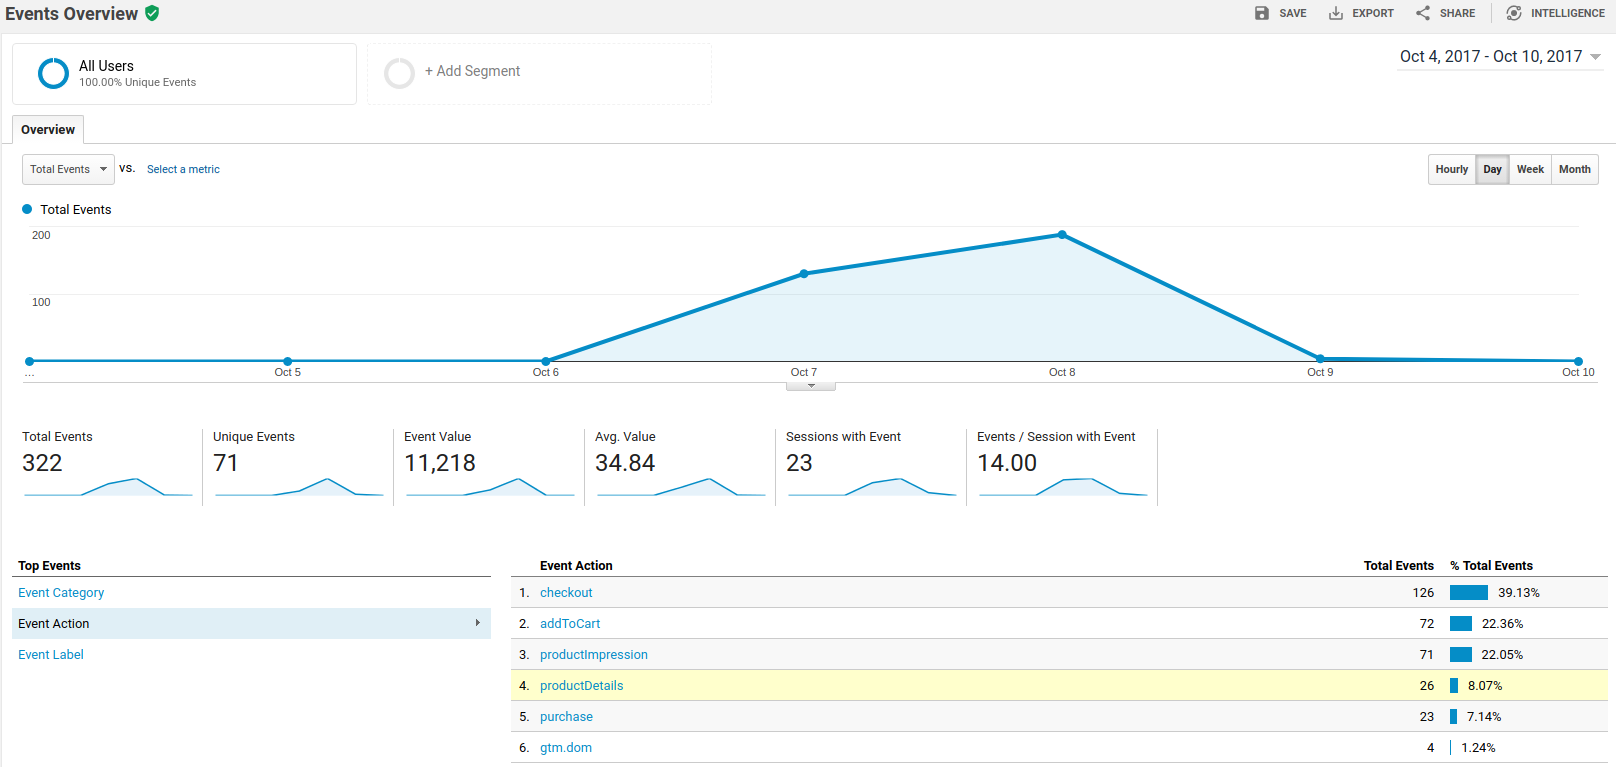 Events Overview
SAVE EXPORT SHARE INTELLIGENCE
All Users
100.00% Unique Events
+ Add Segment
Oct 4, 2017 - Oct 10, 2017
Overview
Total Events vs. Select a metric
Hourly Day Week Month
Total Events
200
100
... Oct 5 Oct 6 Oct 7 Oct 8 Oct 9 Oct 10
Total Events Unique Events Event Value Avg. Value Sessions with Event Events / Session with Event
322 71 11,218 34.84 23 14.00
Top Events
Event Category
Event Action
Event Label
Event Action Total Events % Total Events
1. checkout 126 39.13%
2. addToCart 72 22.36%
3. productImpression 71 22.05%
4. productDetails 26 8.07%
5. purchase 23 7.14%
6. gtm.dom 4 1.24%